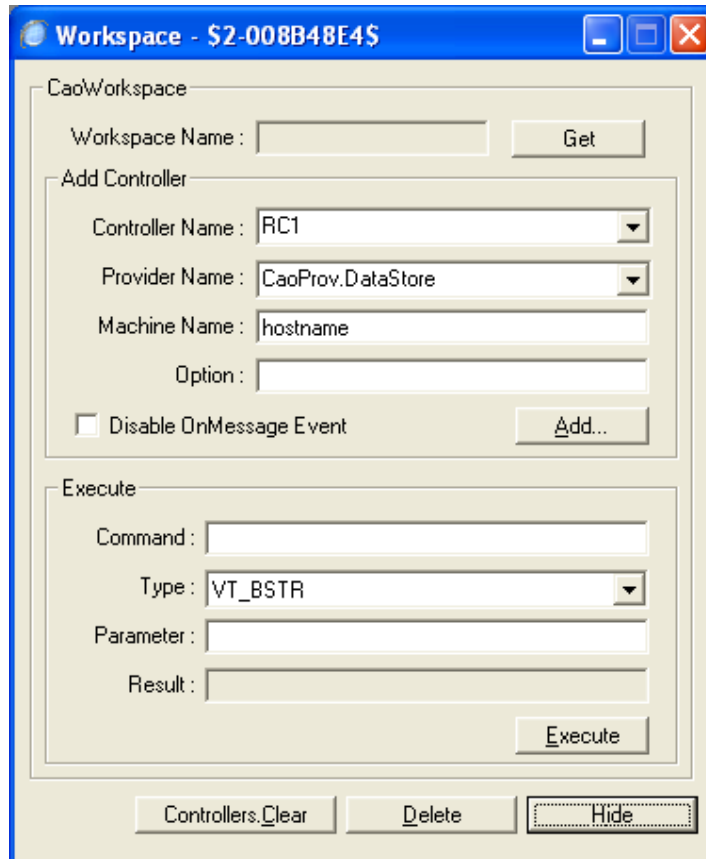 Workspace - $2-008B48E4$
CaoWorkspace
Workspace Name : Get
Add Controller
Controller Name : RC1
Provider Name : CaoProv.DataStore
Machine Name : hostname
Option :
Disable OnMessage Event Add...
Execute
Command :
Type : VT_BSTR
Parameter :
Result :
Execute
Controllers.Clear Delete Hide